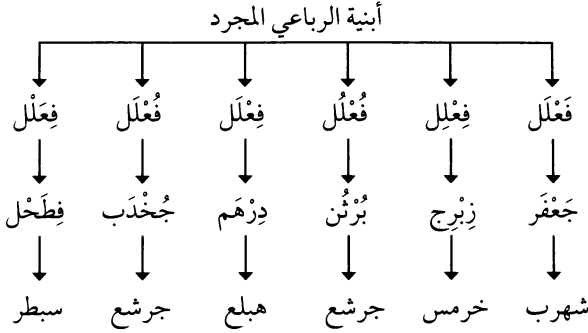 أبنية الرباعي المجرد
فَعْلَل فِعْلِل فُعْلُل فِعْلَل فُعْلَل فِعَلْل
جَعْفَر زِبْرِج بُرْثُن دِرْهَم جُخْدَب فِطَحْل
شهرب خرمس جرشع هبلع جرشع سبطر